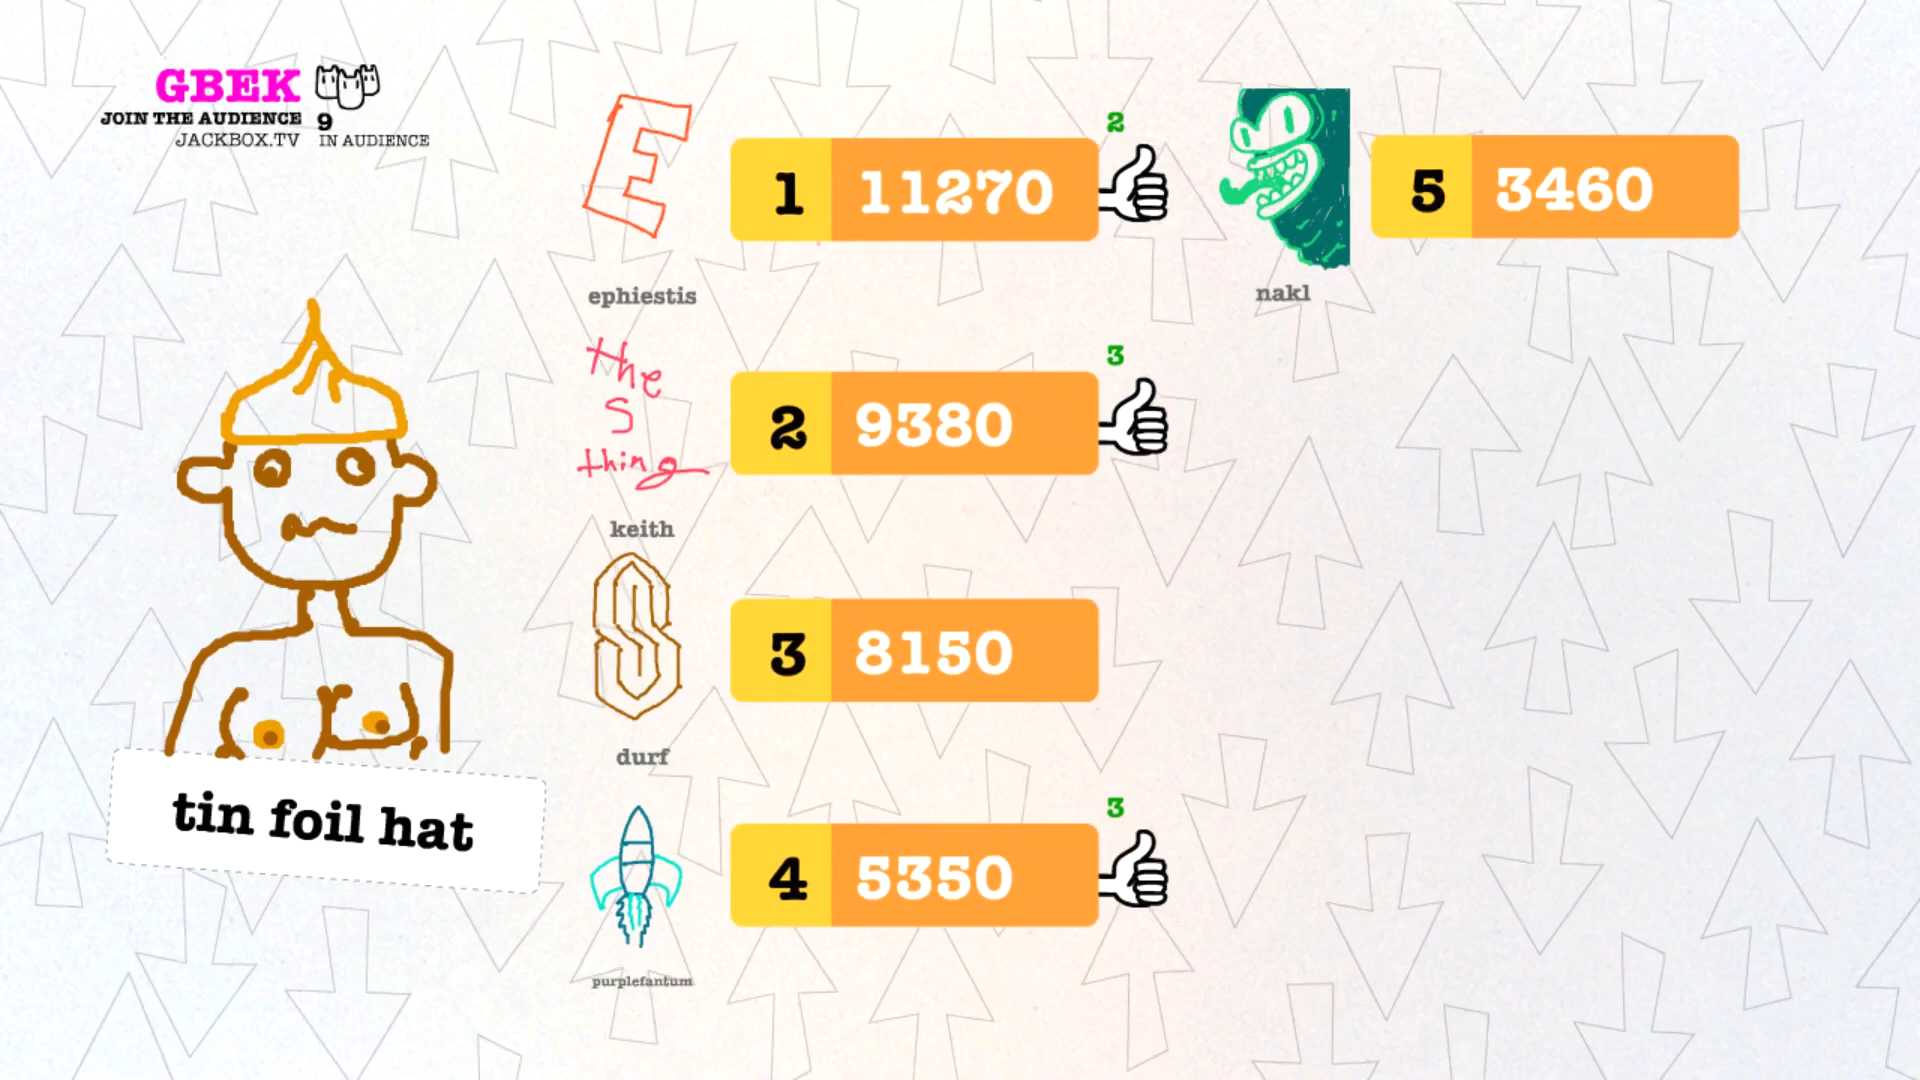 GBEK
JOIN THE AUDIENCE
JACKBOX.TV
9
IN AUDIENCE
tin foil hat
E
1 11270
2
ephiestis
the
S
thing
2 9380
3
keith
S
3 8150
durf
4 5350
3
purplefantum
5 3460
nakl